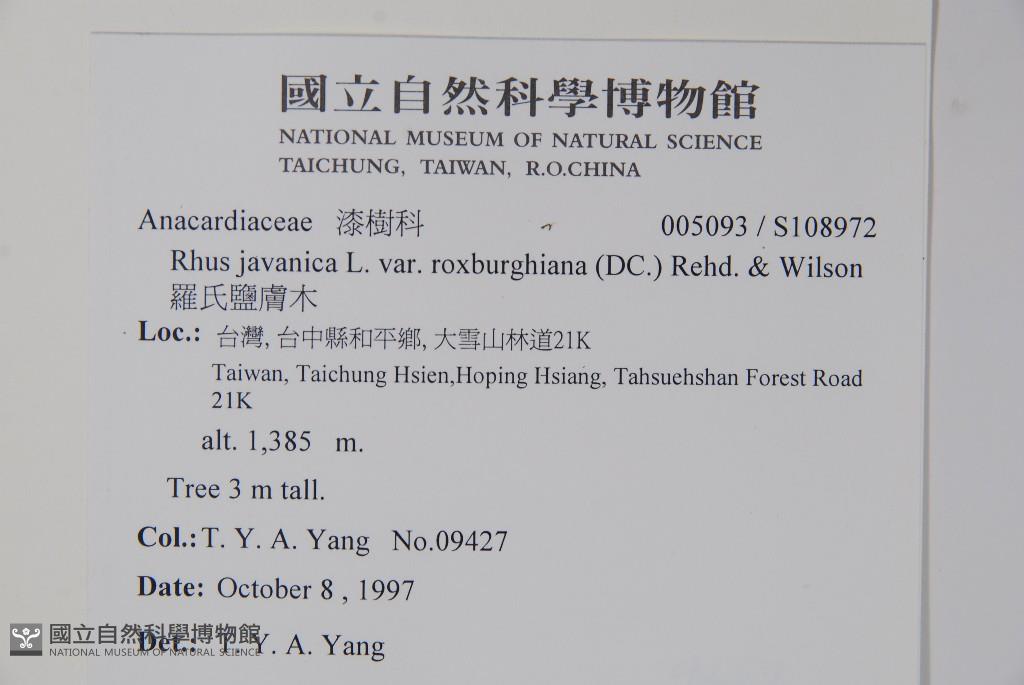 國立自然科學博物館
NATIONAL MUSEUM OF NATURAL SCIENCE
TAICHUNG, TAIWAN, R.O.CHINA
Anacardiaceae 漆樹科 005093 / S108972
Rhus javanica L. var. roxburghiana (DC.) Rehd. & Wilson
羅氏鹽膚木
Loc.: 台灣, 台中縣和平鄉, 大雪山林道21K
Taiwan, Taichung Hsien,Hoping Hsiang, Tahsuehshan Forest Road
21K
alt. 1,385 m.
Tree 3 m tall.
Col.: T. Y. A. Yang No.09427
Date: October 8 , 1997
Det.: T. Y. A. Yang
國立自然科學博物館
NATIONAL MUSEUM OF NATURAL SCIENCE